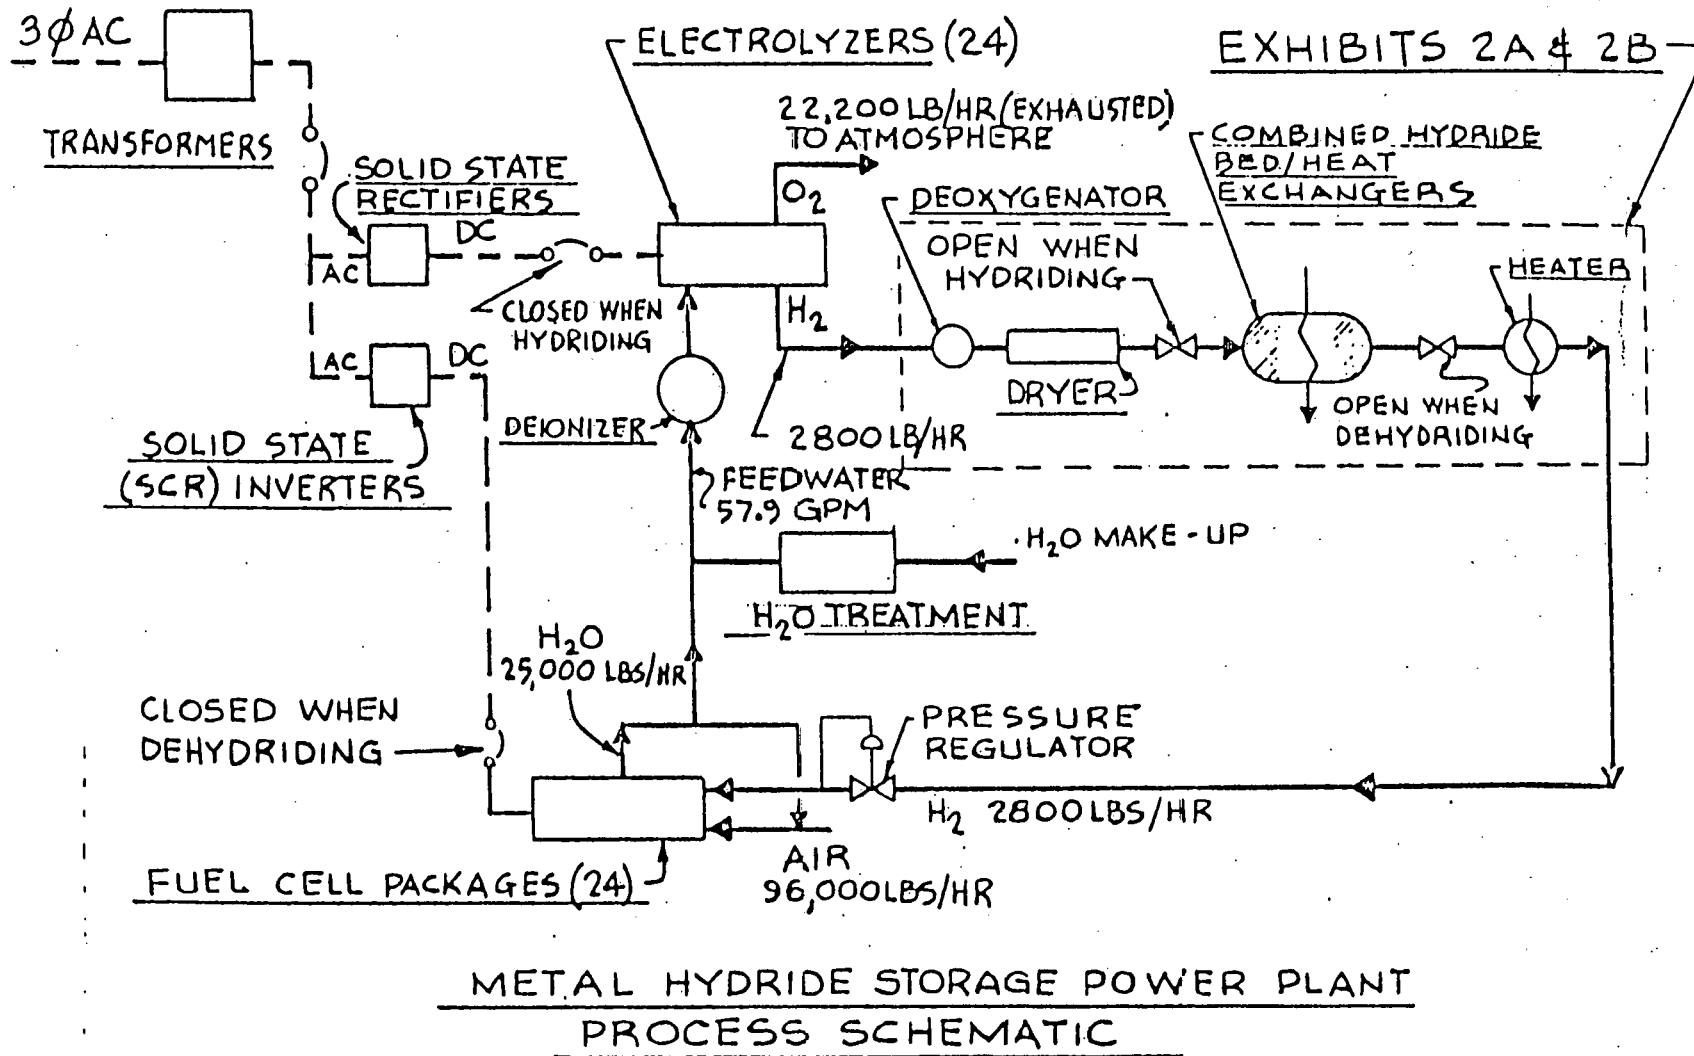 3φ AC
ELECTROLYZERS (24)
EXHIBITS 2A & 2B
TRANSFORMERS
22,200 LB/HR (EXHAUSTED)
TO ATMOSPHERE
COMBINED HYDRIDE
BED/HEAT
EXCHANGERS
SOLID STATE
RECTIFIERS
O2
DEOXYGENATOR
DC
AC
OPEN WHEN
HYDRIDING
HEATER
CLOSED WHEN
HYDRIDING
H2
AC
DC
DRYER
OPEN WHEN
DEHYDRIDING
DEIONIZER
2800 LB/HR
SOLID STATE
(SCR) INVERTERS
FEEDWATER
57.9 GPM
H2O MAKE-UP
H2O TREATMENT
H2O
25,000 LBS/HR
CLOSED WHEN
DEHYDRIDING
PRESSURE
REGULATOR
H2 2800 LBS/HR
AIR
96,000 LBS/HR
FUEL CELL PACKAGES (24)
METAL HYDRIDE STORAGE POWER PLANT
PROCESS SCHEMATIC